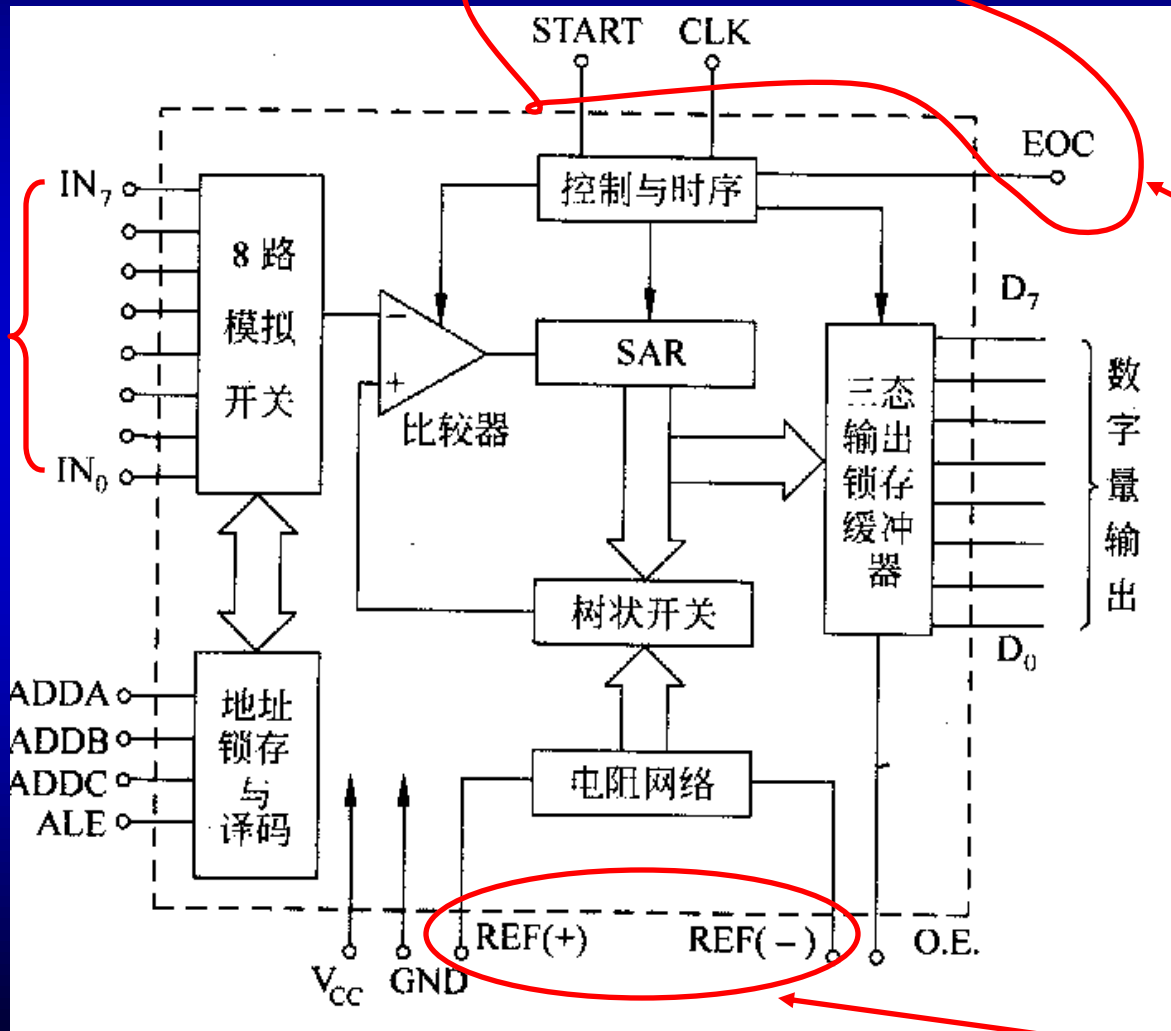 START CLK
EOC
控制与时序
IN7
8 路
模拟
开关
IN0
−
+
比较器
SAR
D7
三态
输出
锁存
缓冲
器
数
字
量
输
出
D0
树状开关
ADDA
ADDB
ADDC
ALE
地址
锁存
与
译码
电阻网络
REF(+) REF(−) O.E.
VCC GND